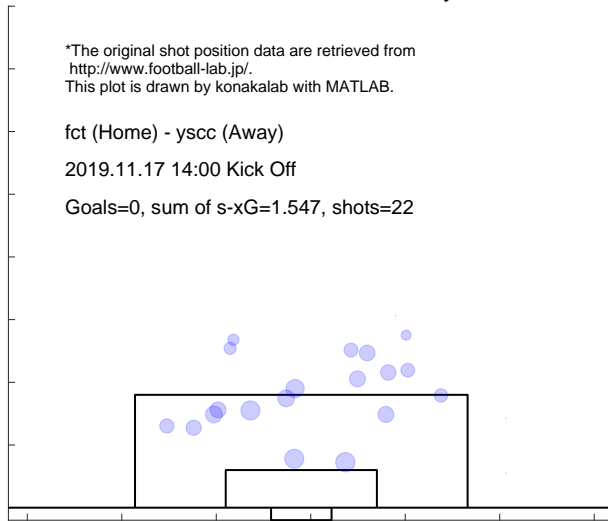 *The original shot position data are retrieved from
http://www.football-lab.jp/.
This plot is drawn by konakalab with MATLAB.
fct (Home) - yscc (Away)
2019.11.17 14:00 Kick Off
Goals=0, sum of s-xG=1.547, shots=22